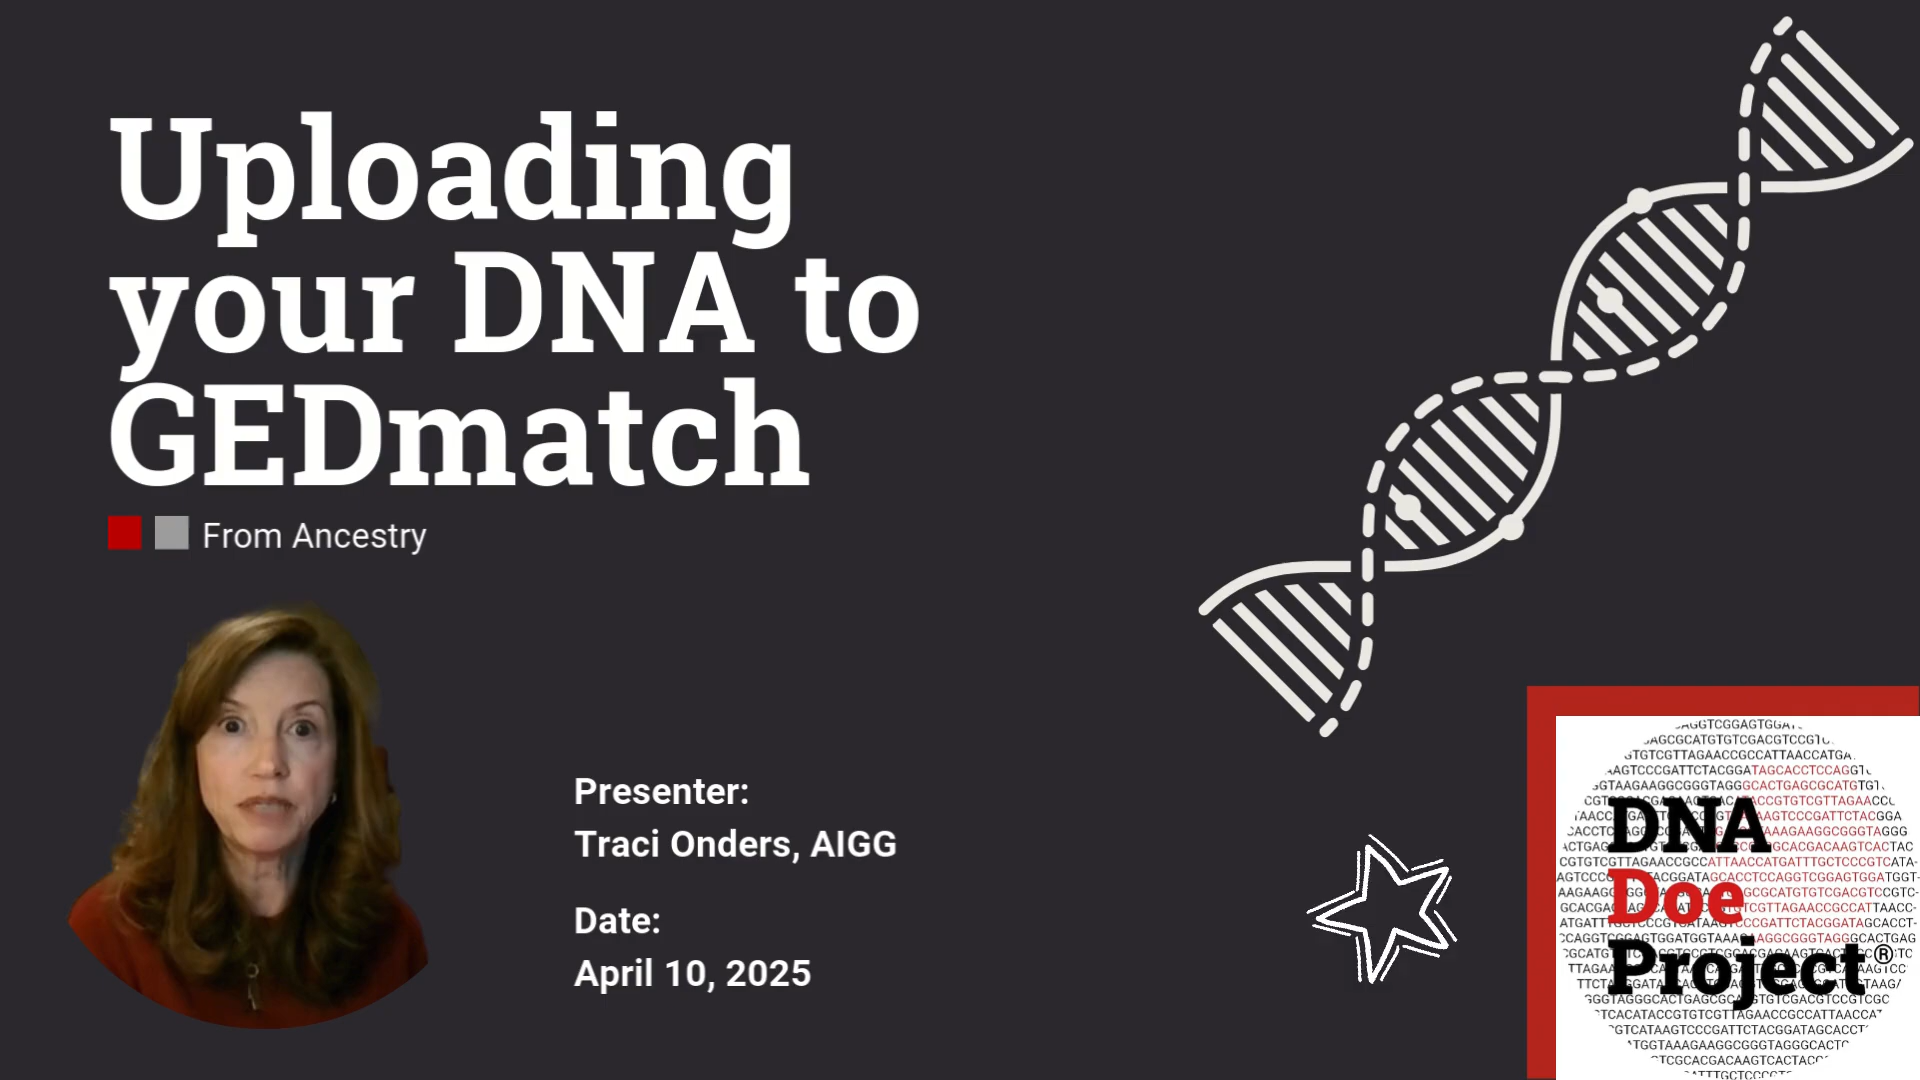 Uploading
your DNA to
GEDmatch
From Ancestry
Presenter:
Traci Onders, AIGG
Date:
April 10, 2025
DNA
Doe
Project®